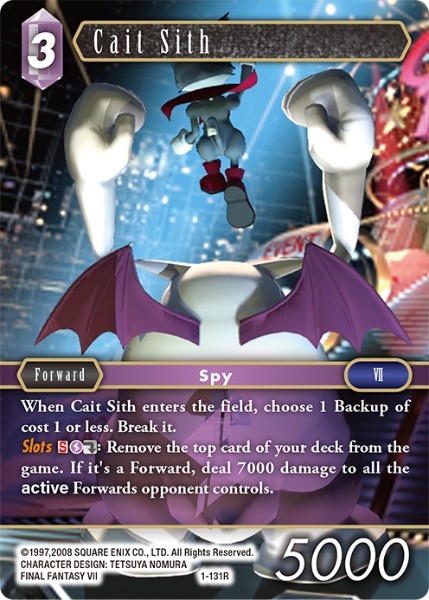 3
Cait Sith
EVENT
Forward
Spy
VII
When Cait Sith enters the field, choose 1 Backup of
cost 1 or less. Break it.
Slots S: Remove the top card of your deck from the
game. If it's a Forward, deal 7000 damage to all the
active Forwards opponent controls.
©1997,2008 SQUARE ENIX CO., LTD. All Rights Reserved.
CHARACTER DESIGN: TETSUYA NOMURA
FINAL FANTASY VII
1-131R
5000